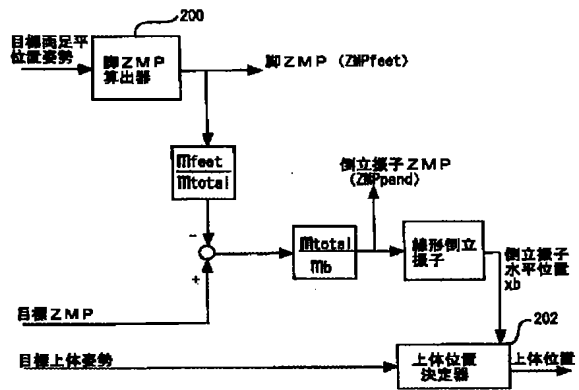 200
目標両足平
位置姿勢
脚ZMP
算出器
脚ZMP (ZMPfeet)
mfeet
mtotal
倒立振子ZMP
(ZMPpend)
-
+
mtotal
mb
線形倒立
振子
倒立振子
水平位置
xb
目標ZMP
202
目標上体姿勢
上体位置
決定器
上体位置